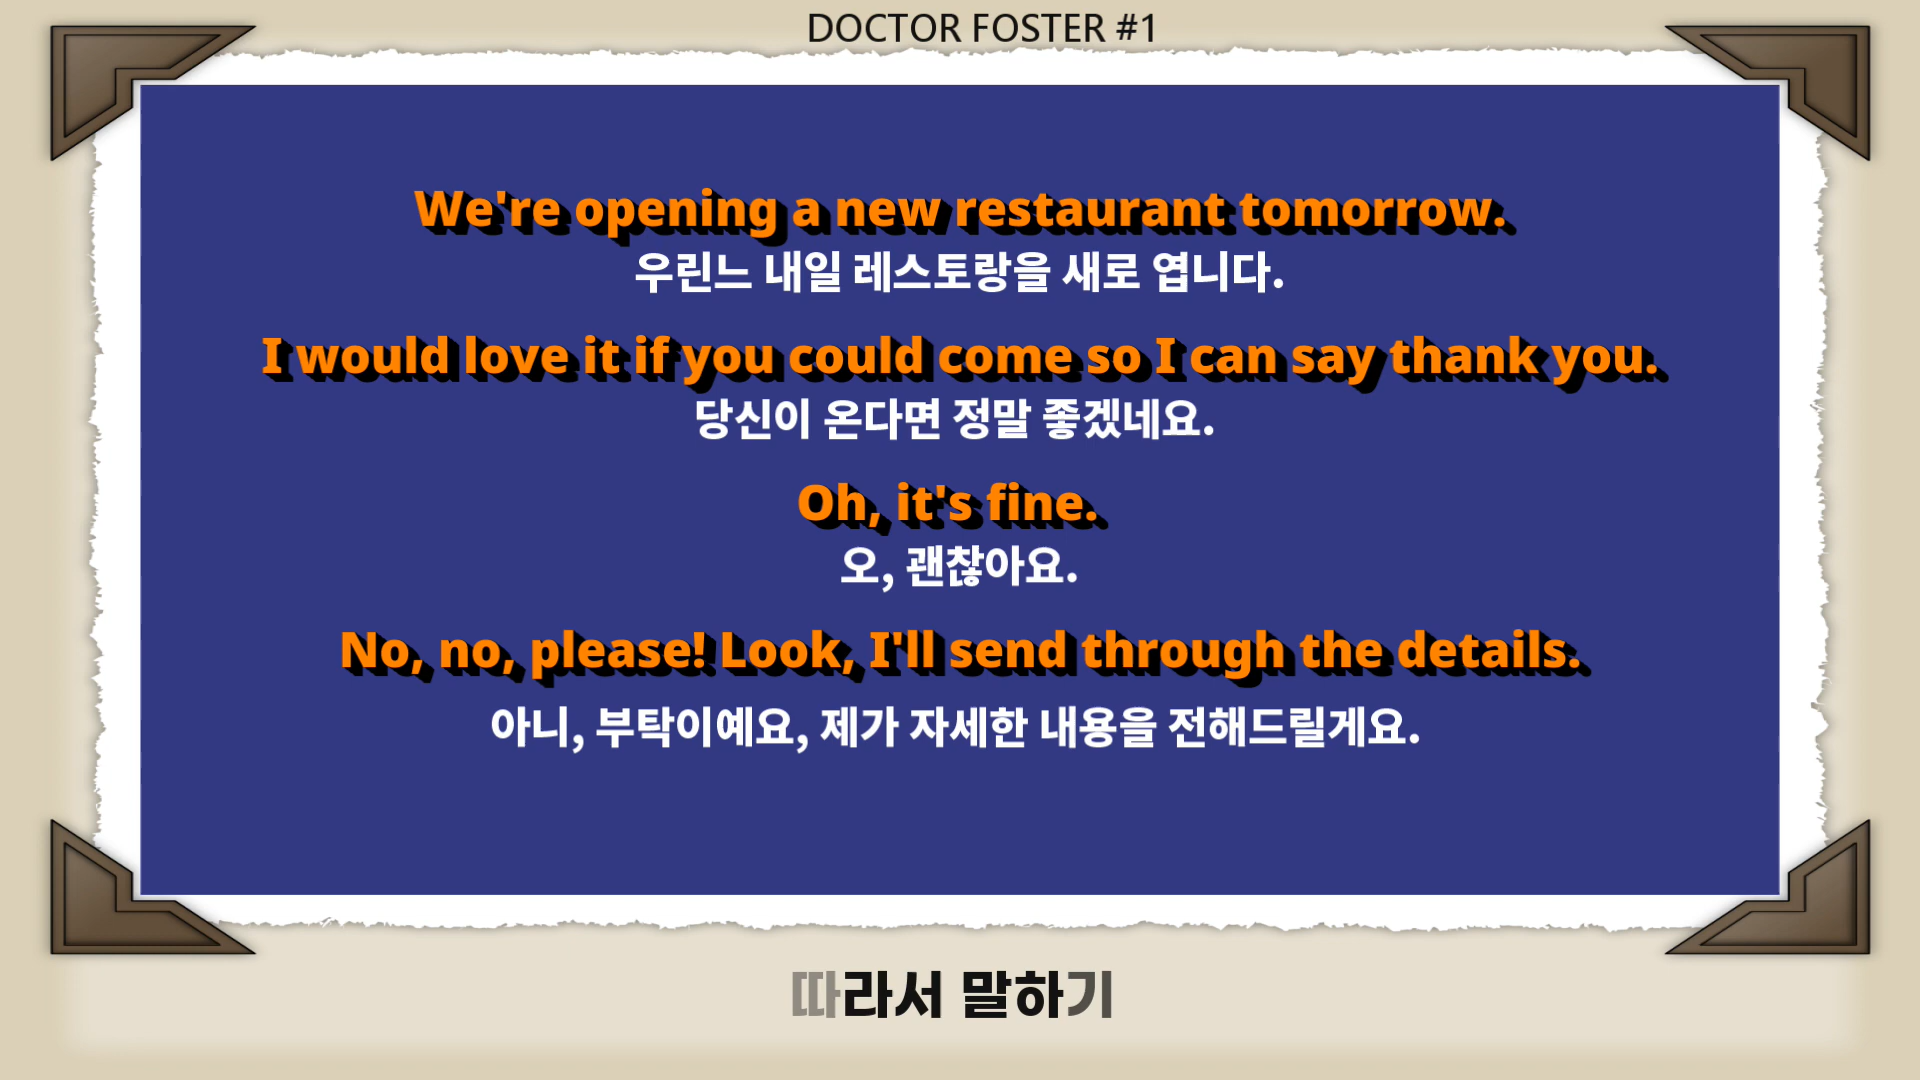 DOCTOR FOSTER #1
We're opening a new restaurant tomorrow.
우린느 내일 레스토랑을 새로 엽니다.
I would love it if you could come so I can say thank you.
당신이 온다면 정말 좋겠네요.
Oh, it's fine.
오, 괜찮아요.
No, no, please! Look, I'll send through the details.
아니, 부탁이예요, 제가 자세한 내용을 전해드릴게요.
따라서 말하기